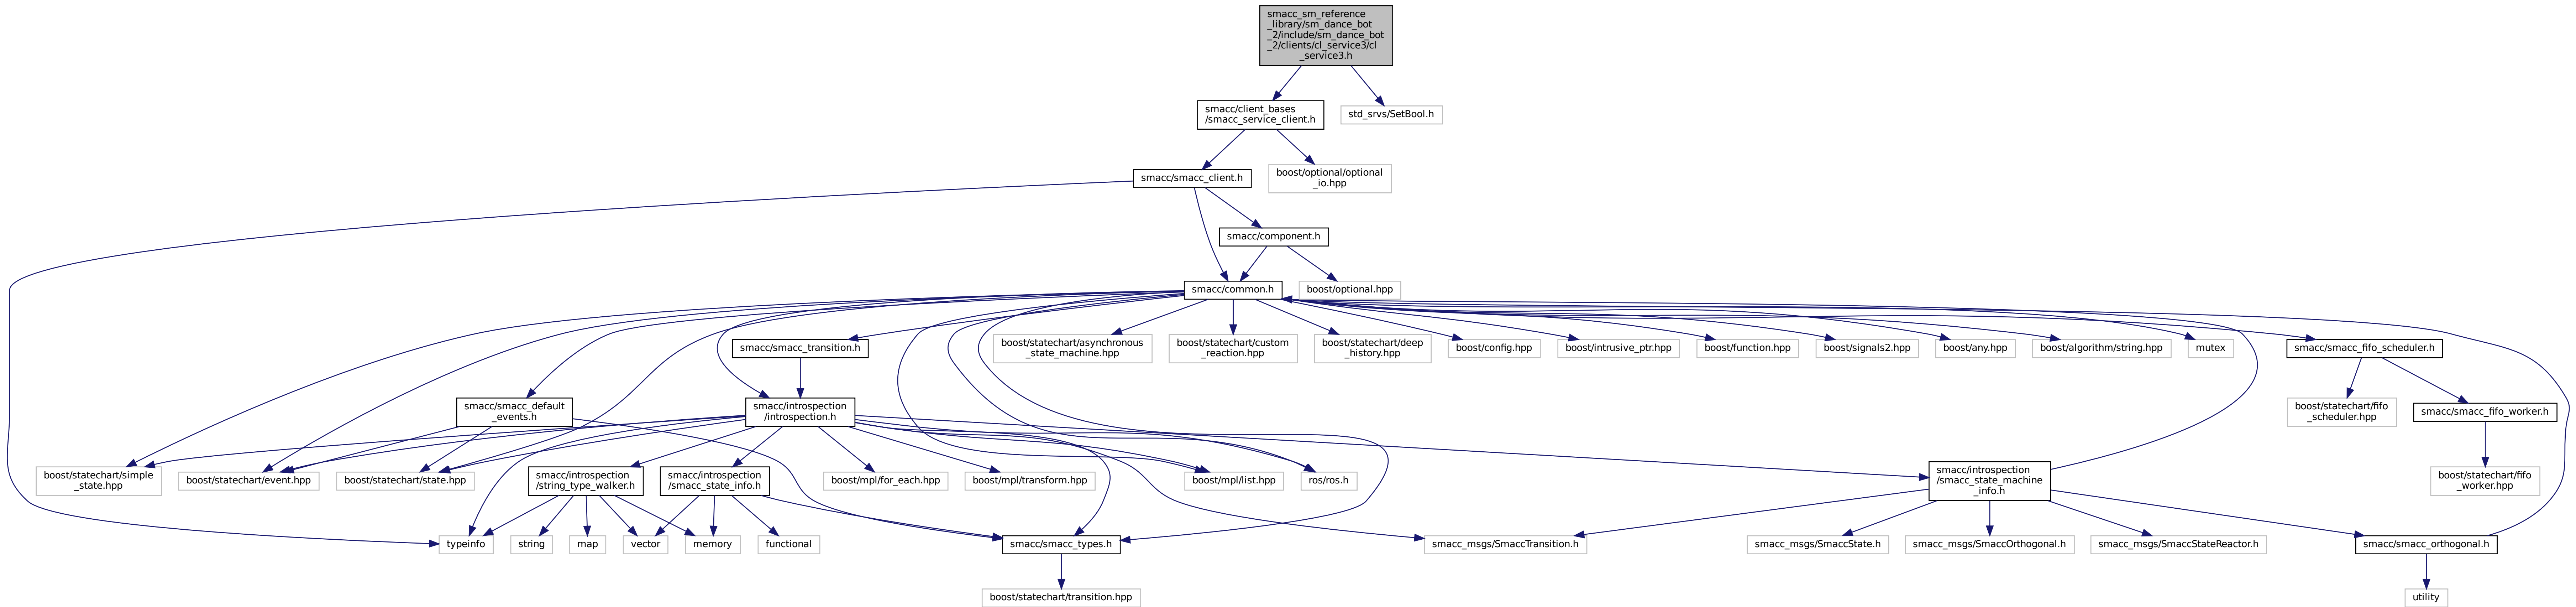 smacc_sm_reference
_library/sm_dance_bot
_2/include/sm_dance_bot
_2/clients/cl_service3/cl
_service3.h
smacc/client_bases
/smacc_service_client.h
std_srvs/SetBool.h
smacc/smacc_client.h
boost/optional/optional
_io.hpp
smacc/component.h
smacc/common.h
boost/optional.hpp
smacc/smacc_transition.h
boost/statechart/asynchronous
_state_machine.hpp
boost/statechart/custom
_reaction.hpp
boost/statechart/deep
_history.hpp
boost/config.hpp
boost/intrusive_ptr.hpp
boost/function.hpp
boost/signals2.hpp
boost/any.hpp
boost/algorithm/string.hpp
mutex
smacc/smacc_fifo_scheduler.h
smacc/smacc_default
_events.h
smacc/introspection
/introspection.h
boost/statechart/fifo
_scheduler.hpp
smacc/smacc_fifo_worker.h
boost/statechart/simple
_state.hpp
boost/statechart/event.hpp
boost/statechart/state.hpp
smacc/introspection
/string_type_walker.h
smacc/introspection
/smacc_state_info.h
boost/mpl/for_each.hpp
boost/mpl/transform.hpp
boost/mpl/list.hpp
ros/ros.h
smacc/introspection
/smacc_state_machine
_info.h
boost/statechart/fifo
_worker.hpp
typeinfo
string
map
vector
memory
functional
smacc/smacc_types.h
smacc_msgs/SmaccTransition.h
smacc_msgs/SmaccState.h
smacc_msgs/SmaccOrthogonal.h
smacc_msgs/SmaccStateReactor.h
smacc/smacc_orthogonal.h
boost/statechart/transition.hpp
utility